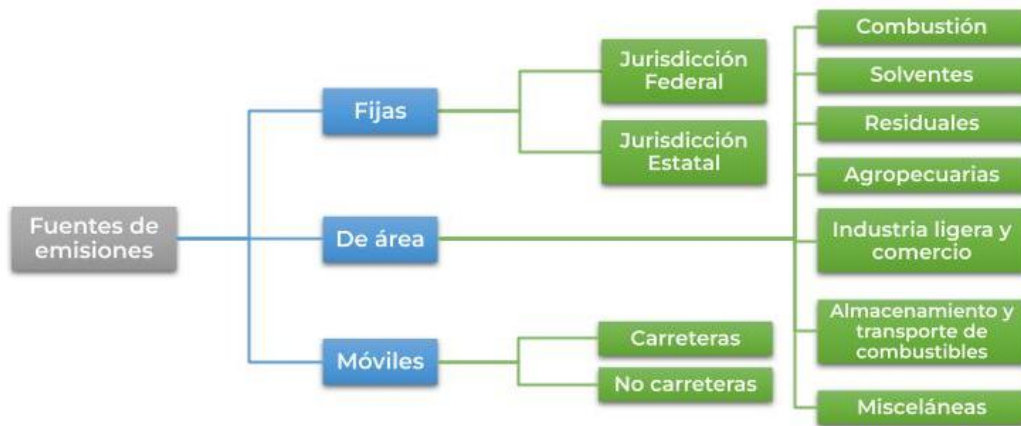 Fuentes de
emisiones
Fijas
Jurisdicción
Federal
Jurisdicción
Estatal
De área
Combustión
Solventes
Residuales
Agropecuarias
Industria ligera y
comercio
Almacenamiento y
transporte de
combustibles
Misceláneas
Móviles
Carreteras
No carreteras